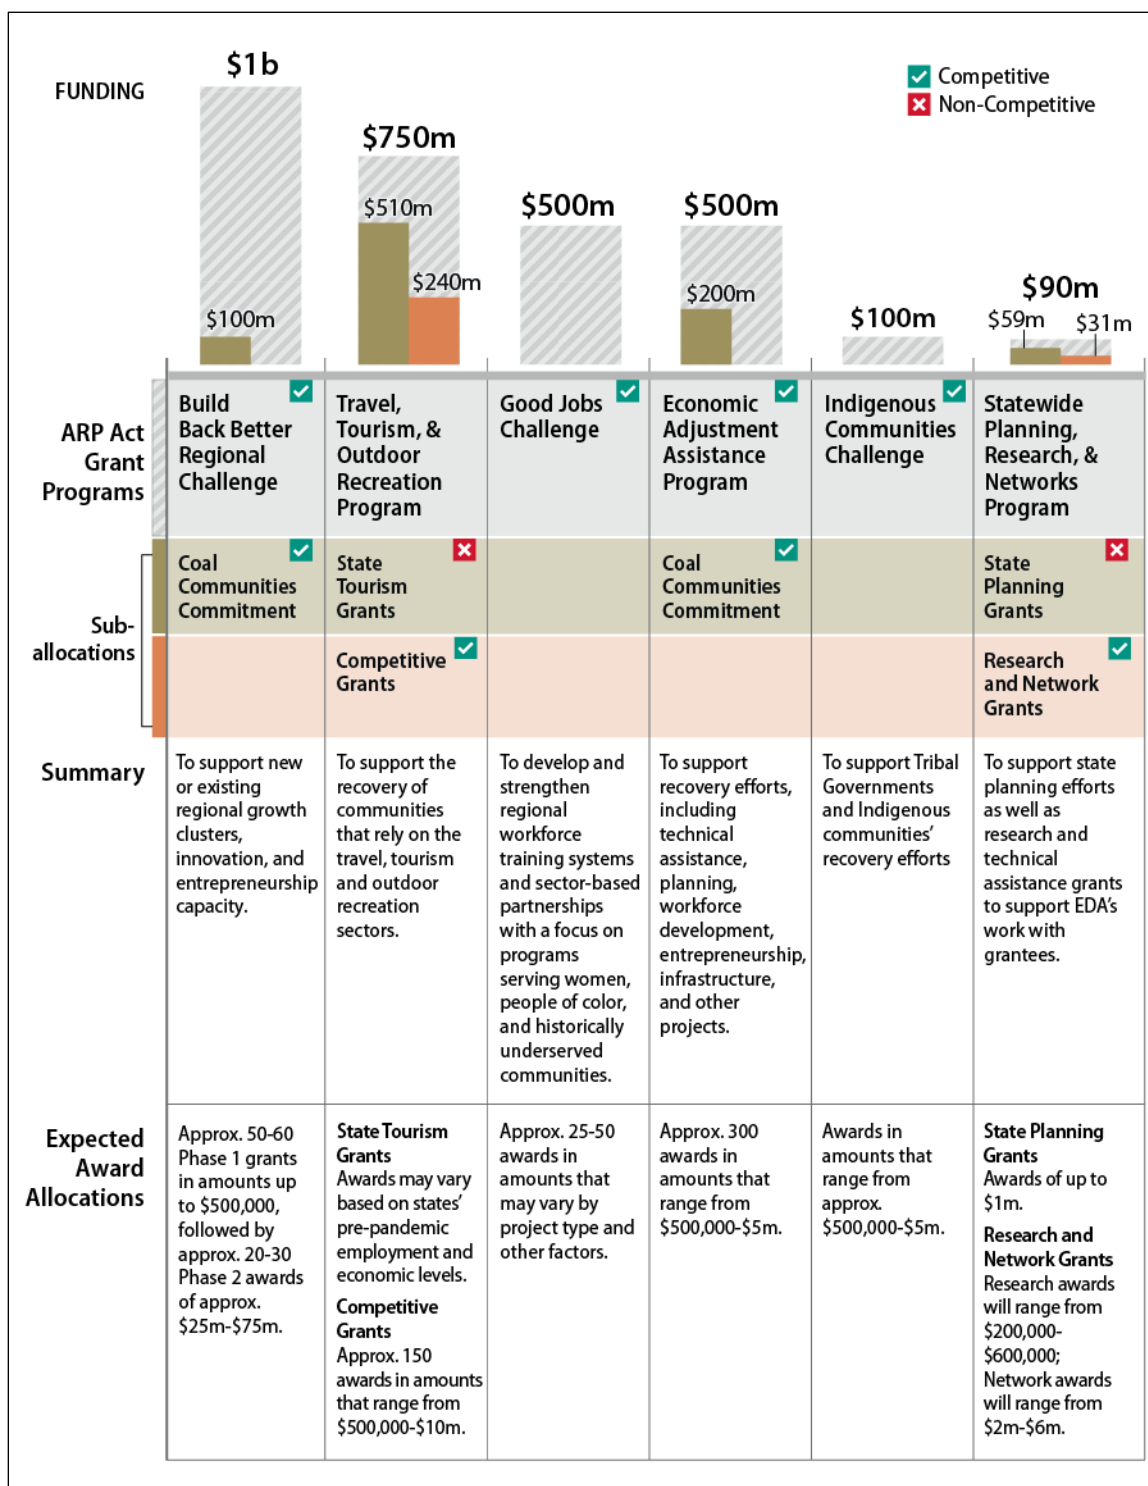 FUNDING
$1b
$750m
$500m
$500m
$100m
$90m
$100m
$510m
$240m
$200m
$59m
$31m
Competitive
Non-Competitive
ARP Act
Grant
Programs
Build
Back Better
Regional
Challenge
Travel,
Tourism, &
Outdoor
Recreation
Program
Good Jobs
Challenge
Economic
Adjustment
Assistance
Program
Indigenous
Communities
Challenge
Statewide
Planning,
Research, &
Networks
Program
Sub-
allocations
Coal
Communities
Commitment
State
Tourism
Grants
Coal
Communities
Commitment
State
Planning
Grants
Competitive
Grants
Research
and Network
Grants
Summary
To support new
or existing
regional growth
clusters,
innovation, and
entrepreneurship
capacity.
To support the
recovery of
communities
that rely on the
travel, tourism
and outdoor
recreation
sectors.
To develop and
strengthen
regional
workforce
training systems
and sector-based
partnerships
with a focus on
programs
serving women,
people of color,
and historically
underserved
communities.
To support
recovery efforts,
including
technical
assistance,
planning,
workforce
development,
entrepreneurship,
infrastructure,
and other
projects.
To support Tribal
Governments
and Indigenous
communities’
recovery efforts
To support state
planning efforts
as well as
research and
technical
assistance grants
to support EDA’s
work with
grantees.
Expected
Award
Allocations
Approx. 50-60
Phase 1 grants
in amounts up
to $500,000,
followed by
approx. 20-30
Phase 2 awards
of approx.
$25m-$75m.
State Tourism
Grants
Awards may vary
based on states’
pre-pandemic
employment and
economic levels.
Competitive
Grants
Approx. 150
awards in amounts
that range from
$500,000-$10m.
Approx. 25-50
awards in
amounts that
may vary by
project type and
other factors.
Approx. 300
awards in
amounts that
range from
$500,000-$5m.
Awards in
amounts that
range from
approx.
$500,000-$5m.
State Planning
Grants
Awards of up to
$1m.
Research and
Network Grants
Research awards
will range from
$200,000-
$600,000;
Network awards
will range from
$2m-$6m.